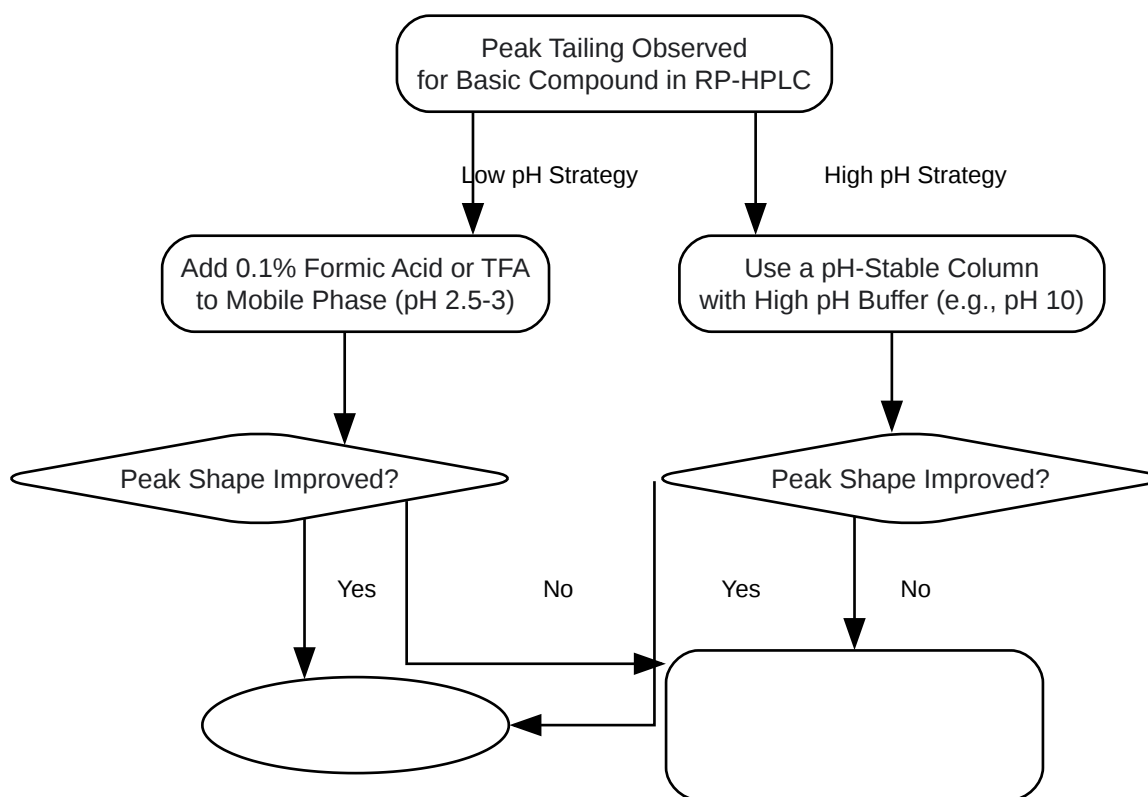 Peak Tailing Observed
for Basic Compound in RP-HPLC
Low pH Strategy
High pH Strategy
Add 0.1% Formic Acid or TFA
to Mobile Phase (pH 2.5-3)
Use a pH-Stable Column
with High pH Buffer (e.g., pH 10)
Peak Shape Improved?
Peak Shape Improved?
Yes
No
Yes
No